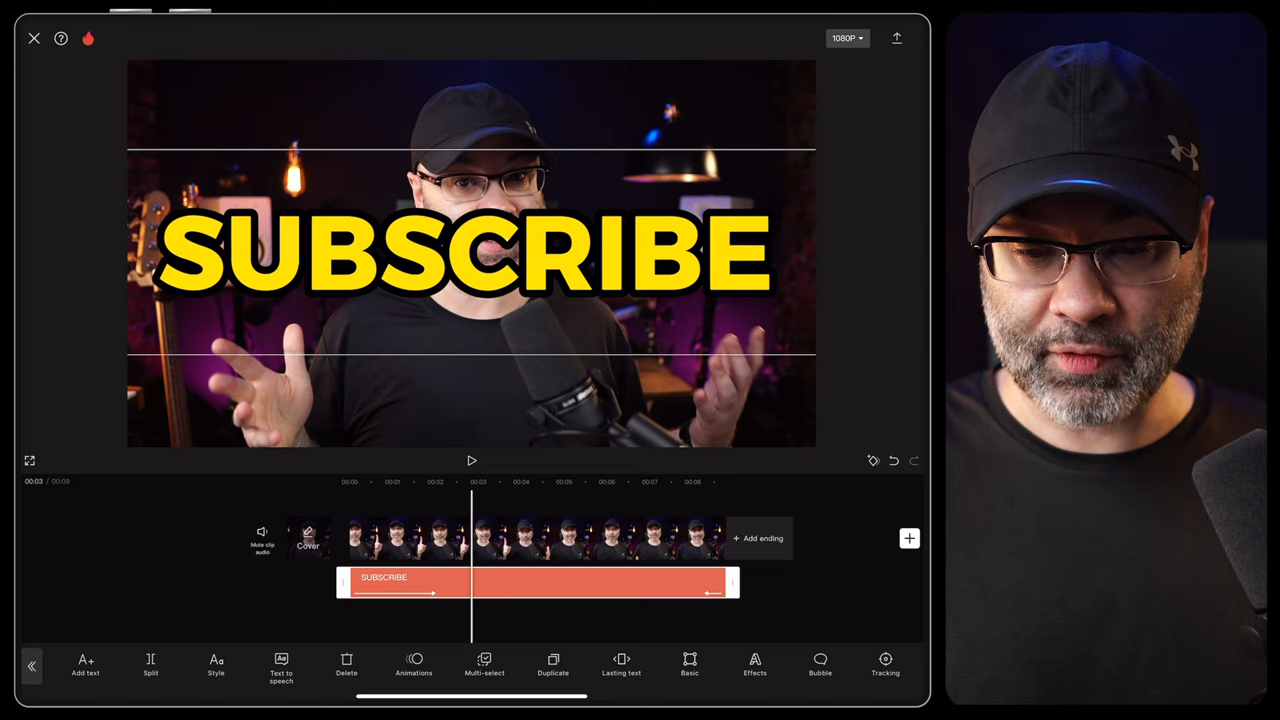 1080P
SUBSCRIBE
00:03 / 00:09
00:00
00:01
00:02
00:03
00:04
00:05
00:06
00:07
00:08
Mute clip
audio
Cover
+ Add ending
SUBSCRIBE
Add text
Split
Style
Text to
speech
Delete
Animations
Multi-select
Duplicate
Lasting text
Basic
Effects
Bubble
Tracking